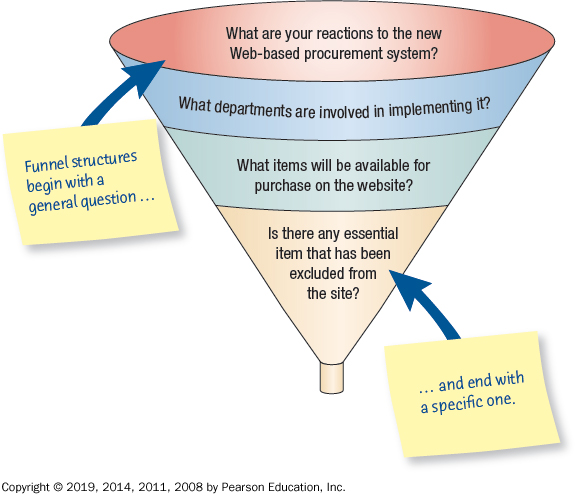 What are your reactions to the new
Web-based procurement system?
What departments are involved in implementing it?
Funnel structures
begin with a
general question ...
What items will be available for
purchase on the website?
Is there any essential
item that has been
excluded from
the site?
... and end with
a specific one.
Copyright © 2019, 2014, 2011, 2008 by Pearson Education, Inc.